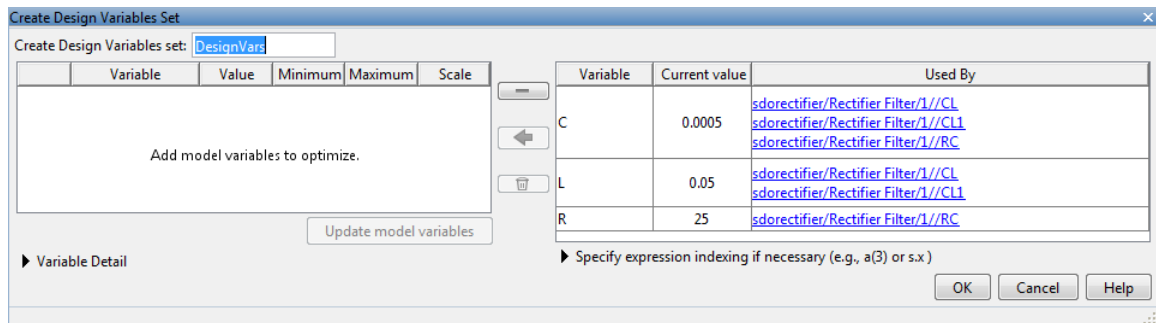 Create Design Variables Set
Create Design Variables set: DesignVars
Variable Value Minimum Maximum Scale
Add model variables to optimize.
Update model variables
Variable Detail
Variable Current value Used By
C 0.0005 sdorectifier/Rectifier Filter/1//CL
sdorectifier/Rectifier Filter/1//CL1
sdorectifier/Rectifier Filter/1//RC
L 0.05 sdorectifier/Rectifier Filter/1//CL
sdorectifier/Rectifier Filter/1//CL1
R 25 sdorectifier/Rectifier Filter/1//RC
Specify expression indexing if necessary (e.g., a(3) or s.x )
OK Cancel Help